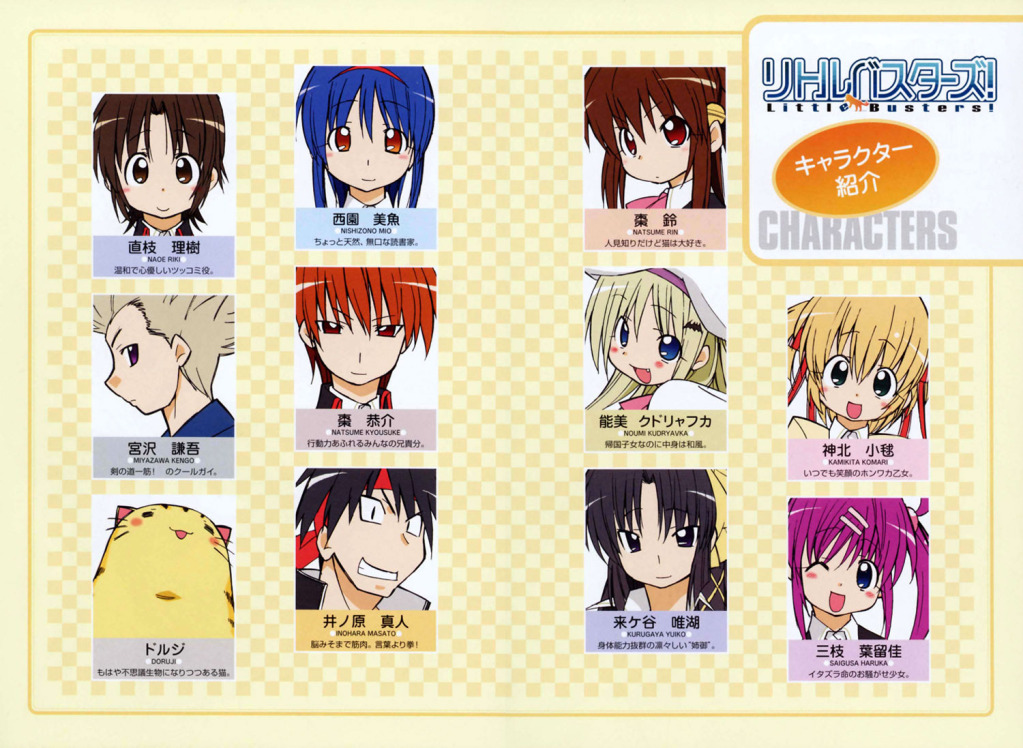 リトルバスターズ!
Little Busters!
キャラクター
紹介
CHARACTERS
直枝 理樹
NAOE RIKI
温和で心優しいツッコミ役。
西園 美魚
NISHIZONO MIO
ちょっと天然、無口な読書家。
棗 鈴
NATSUME RIN
人見知りだけど猫は大好き。
宮沢 謙吾
MIYAZAWA KENGO
剣の道一筋! のクールガイ。
棗 恭介
NATSUME KYOUSUKE
行動力あふれるみんなの兄貴分。
能美 クドリャフカ
NOUMI KUDRYAVKA
帰国子女なのに中身は和風。
神北 小毬
KAMIKITA KOMARI
いつでも笑顔のホンワカ乙女。
ドルジ
DORUJI
もはや不思議生物になりつつある猫。
井ノ原 真人
INOHARA MASATO
脳みそまで筋肉。言葉より拳!
来ケ谷 唯湖
KURUGAYA YUIKO
身体能力抜群の凛々しい“姉御”。
三枝 葉留佳
SAIGUSA HARUKA
イタズラ命のお騒がせ少女。